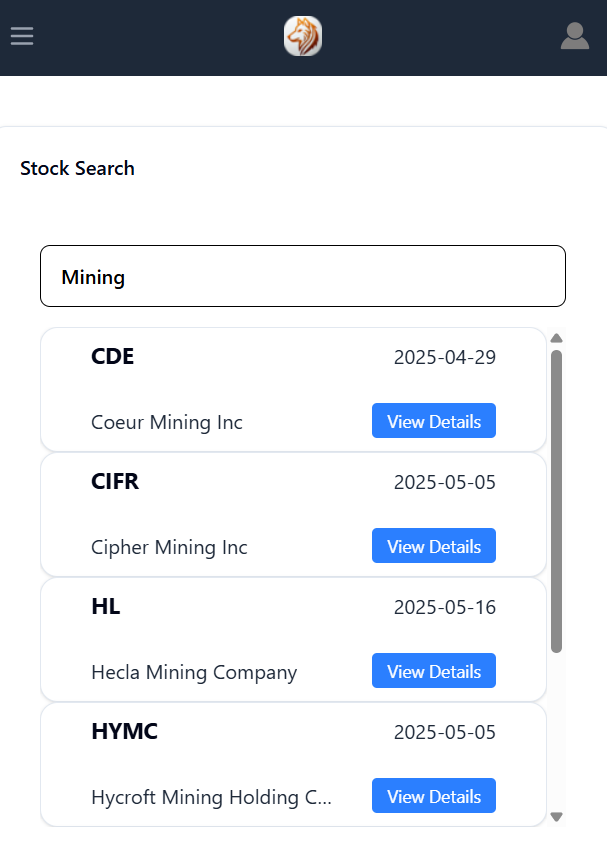 Stock Search
Mining
CDE 2025-04-29
Coeur Mining Inc View Details
CIFR 2025-05-05
Cipher Mining Inc View Details
HL 2025-05-16
Hecla Mining Company View Details
HYMC 2025-05-05
Hycroft Mining Holding C... View Details